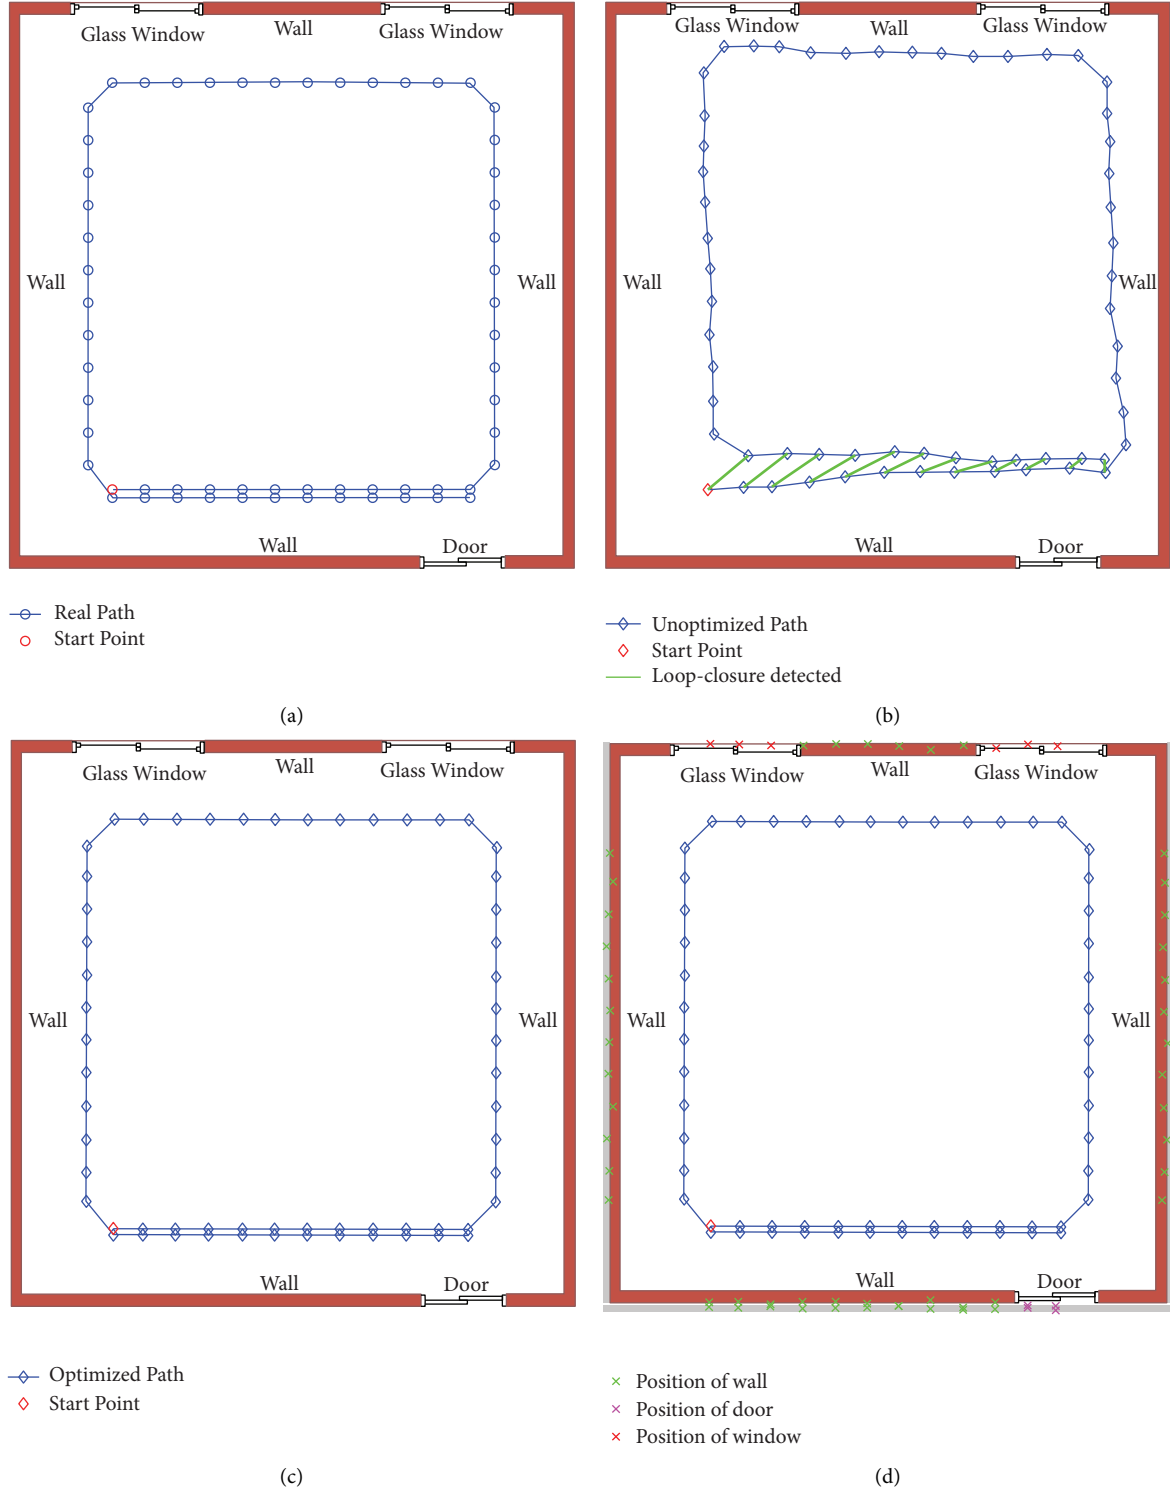 Glass Window
Wall
Glass Window
Wall
Wall
Wall
Door
Real Path
Start Point
(a)
Glass Window
Wall
Glass Window
Wall
Wall
Wall
Door
Unoptimized Path
Start Point
Loop-closure detected
(b)
Glass Window
Wall
Glass Window
Wall
Wall
Wall
Door
Optimized Path
Start Point
(c)
Glass Window
Wall
Glass Window
Wall
Wall
Wall
Door
Position of wall
Position of door
Position of window
(d)